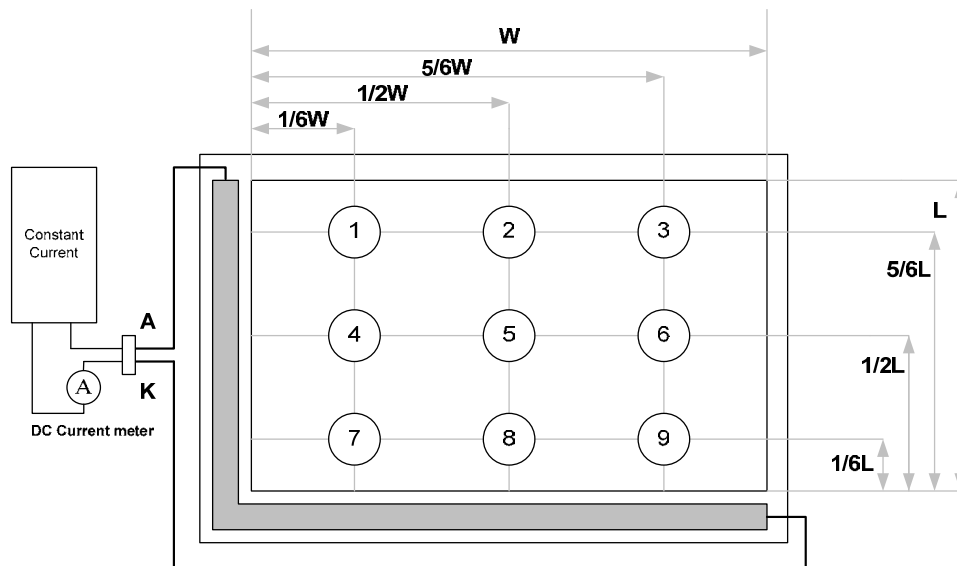 W
5/6W
1/2W
1/6W
L
5/6L
1/2L
1/6L
Constant
Current
A
K
A
DC Current meter
1 2 3
4 5 6
7 8 9